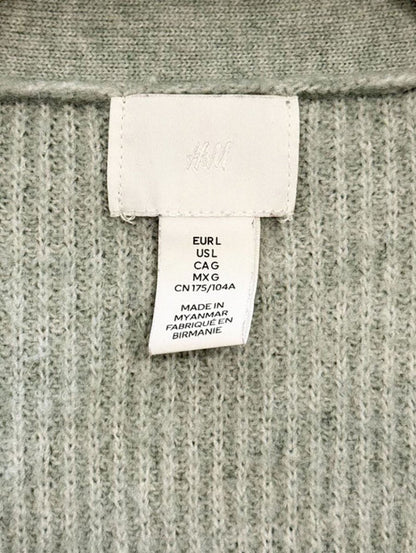 H&M
EUR L
US L
CA G
MX G
CN 175/104A
MADE IN
MYANMAR
FABRIQUÉ EN
BIRMANIE